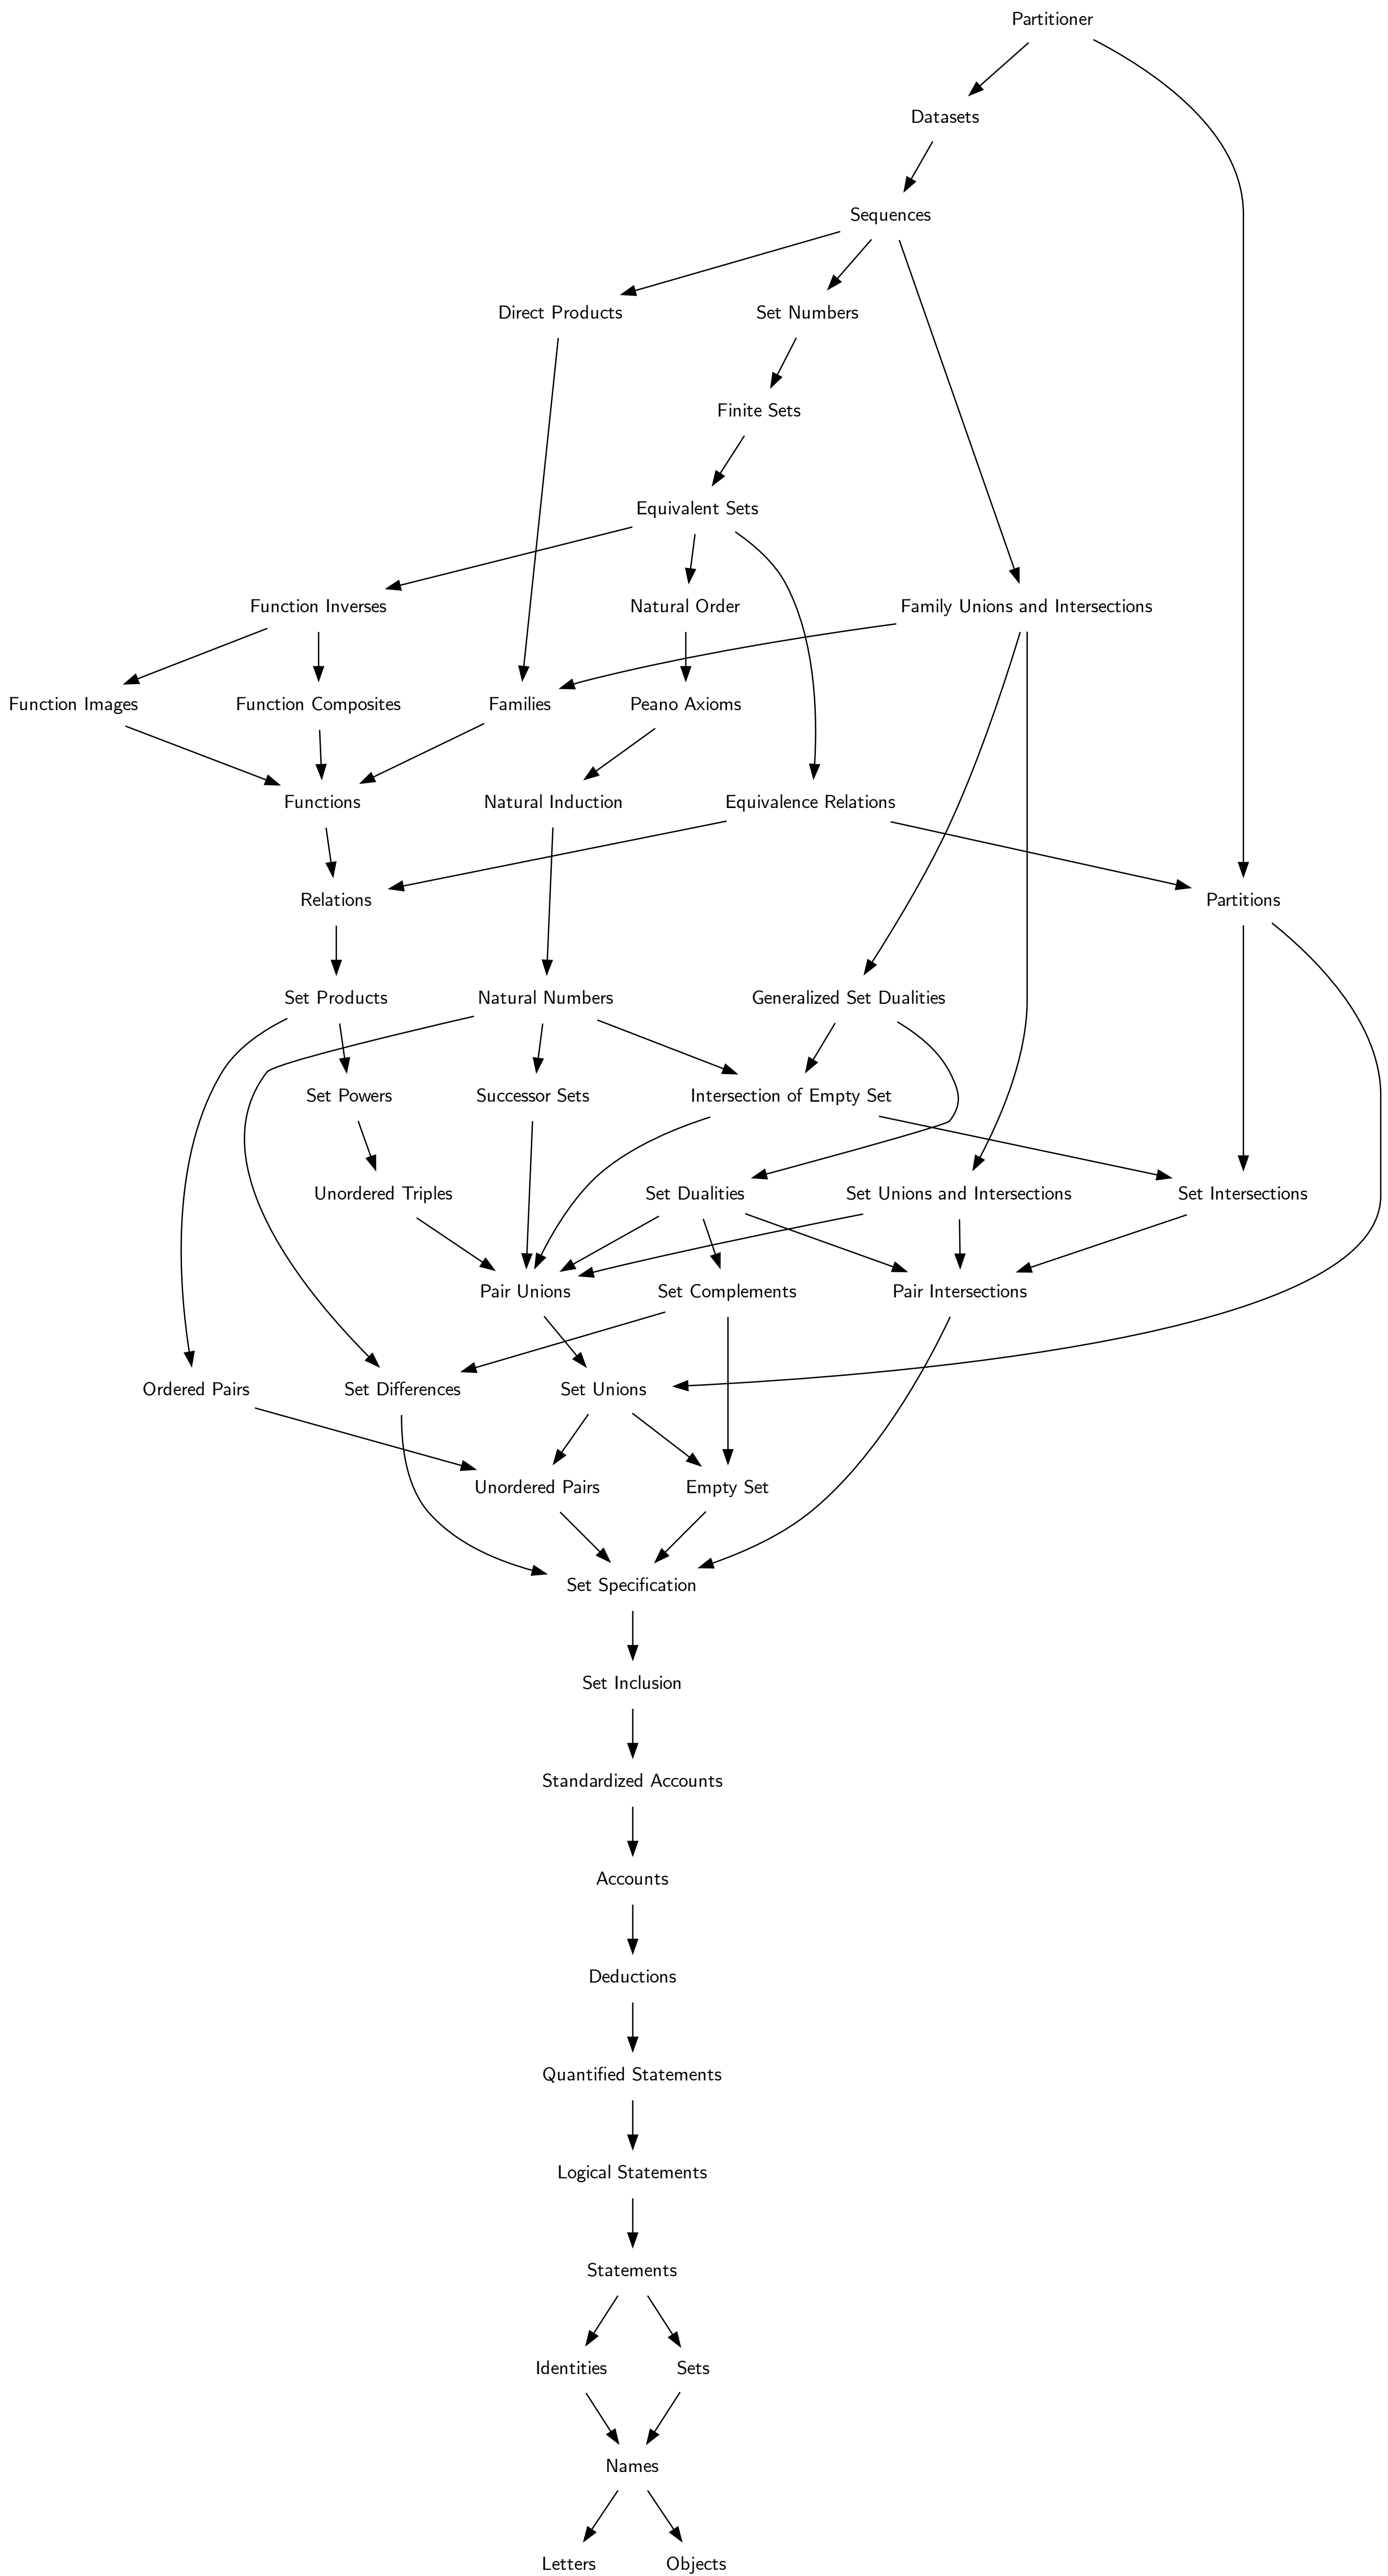 Partitioner
Datasets
Sequences
Direct Products
Set Numbers
Finite Sets
Equivalent Sets
Function Inverses
Natural Order
Family Unions and Intersections
Function Images
Function Composites
Families
Peano Axioms
Functions
Natural Induction
Equivalence Relations
Relations
Partitions
Set Products
Natural Numbers
Generalized Set Dualities
Set Powers
Successor Sets
Intersection of Empty Set
Unordered Triples
Set Dualities
Set Unions and Intersections
Set Intersections
Pair Unions
Set Complements
Pair Intersections
Ordered Pairs
Set Differences
Set Unions
Unordered Pairs
Empty Set
Set Specification
Set Inclusion
Standardized Accounts
Accounts
Deductions
Quantified Statements
Logical Statements
Statements
Identities
Sets
Names
Letters
Objects